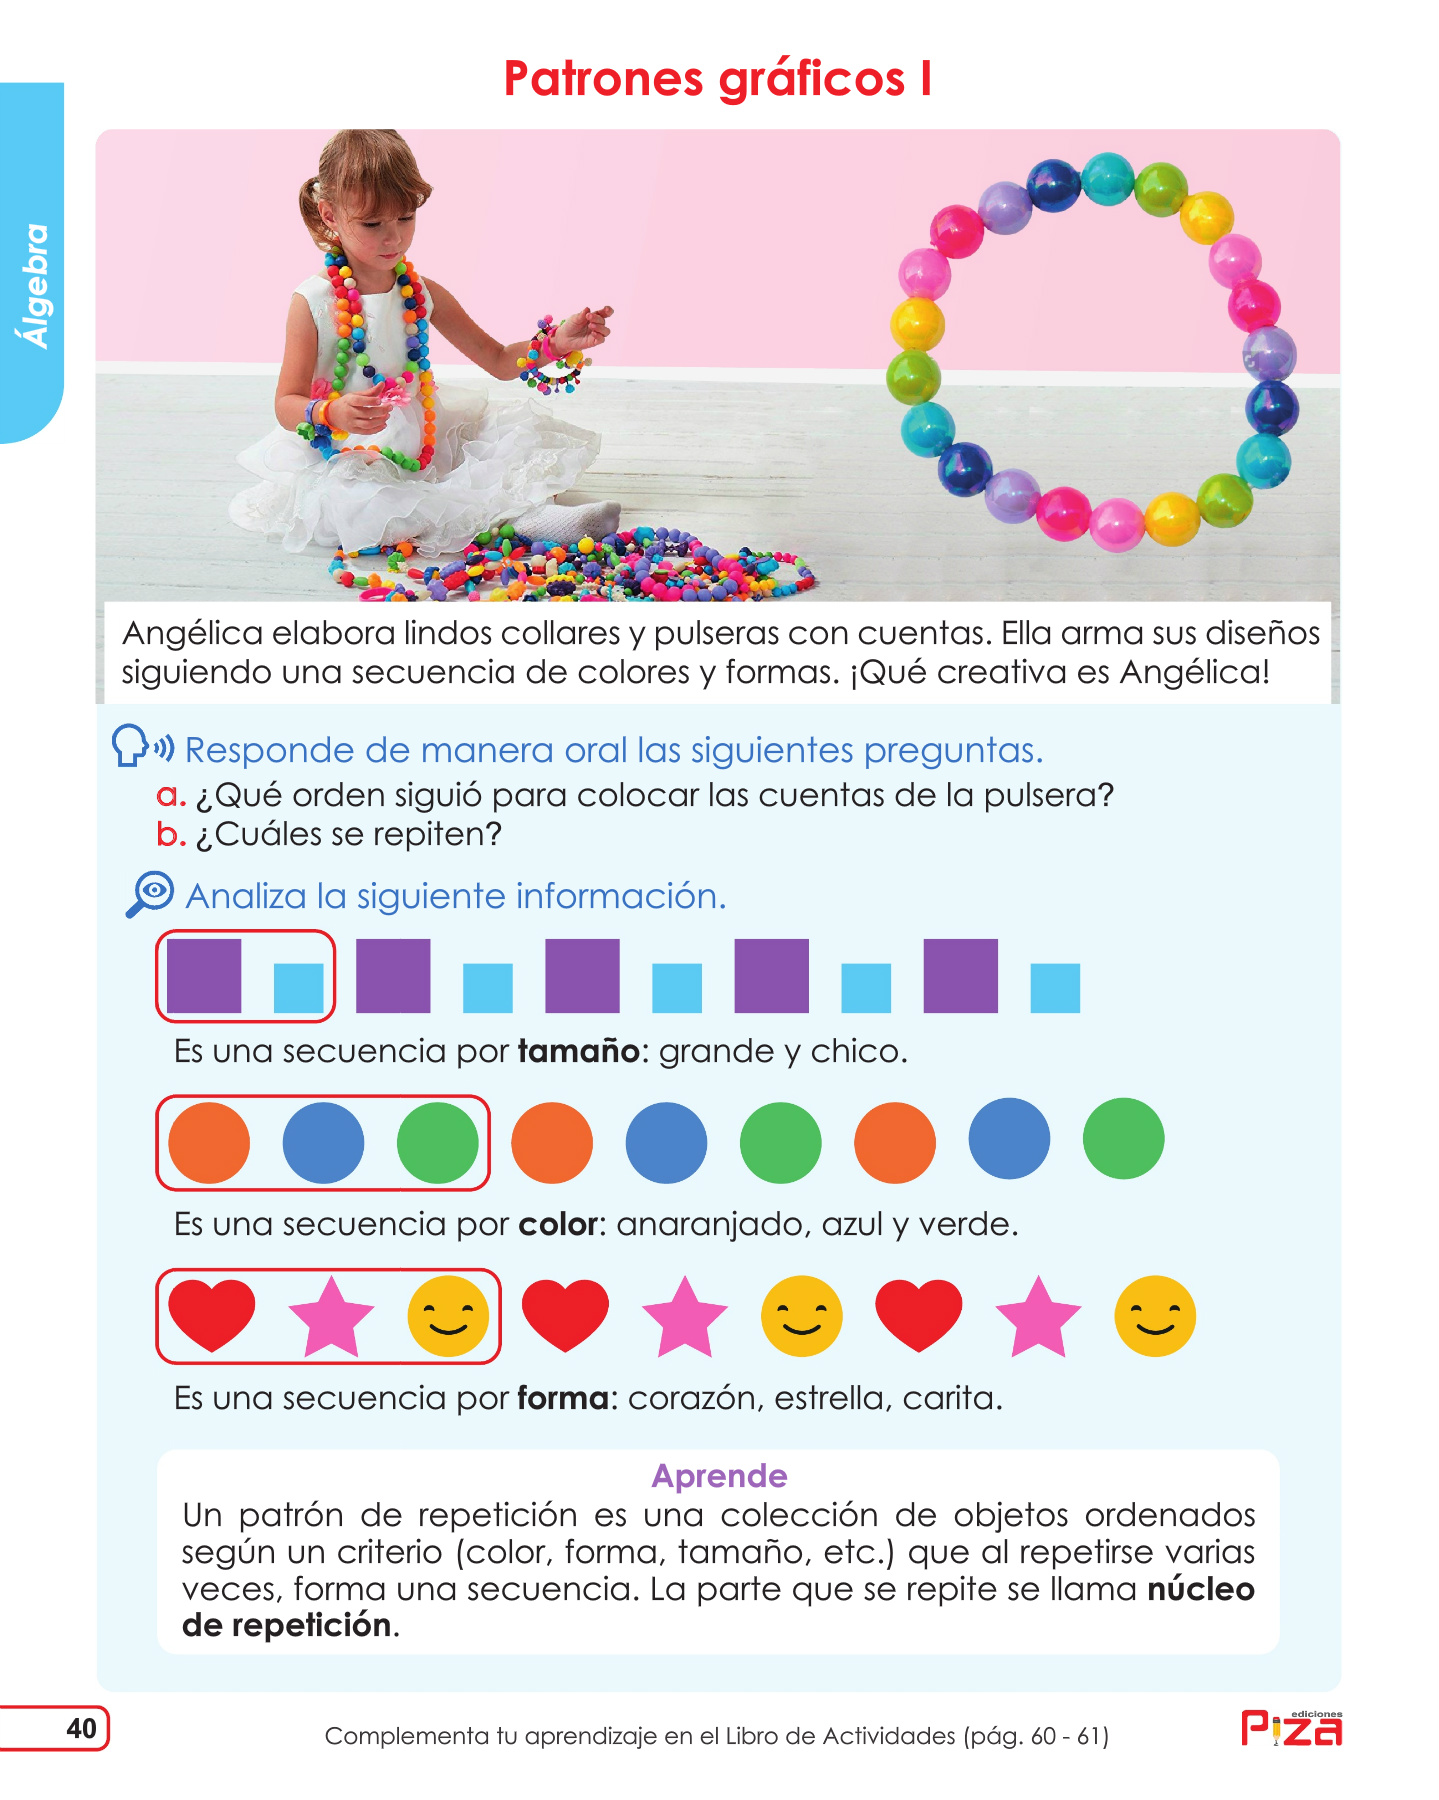 Patrones gráficos I
Álgebra
Angélica elabora lindos collares y pulseras con cuentas. Ella arma sus diseños
siguiendo una secuencia de colores y formas. ¡Qué creativa es Angélica!
Responde de manera oral las siguientes preguntas.
a. ¿Qué orden siguió para colocar las cuentas de la pulsera?
b. ¿Cuáles se repiten?
Analiza la siguiente información.
Es una secuencia por tamaño: grande y chico.
Es una secuencia por color: anaranjado, azul y verde.
Es una secuencia por forma: corazón, estrella, carita.
Aprende
Un patrón de repetición es una colección de objetos ordenados
según un criterio (color, forma, tamaño, etc.) que al repetirse varias
veces, forma una secuencia. La parte que se repite se llama núcleo
de repetición.
40
Complementa tu aprendizaje en el Libro de Actividades (pág. 60 - 61)
ediciones
Piza